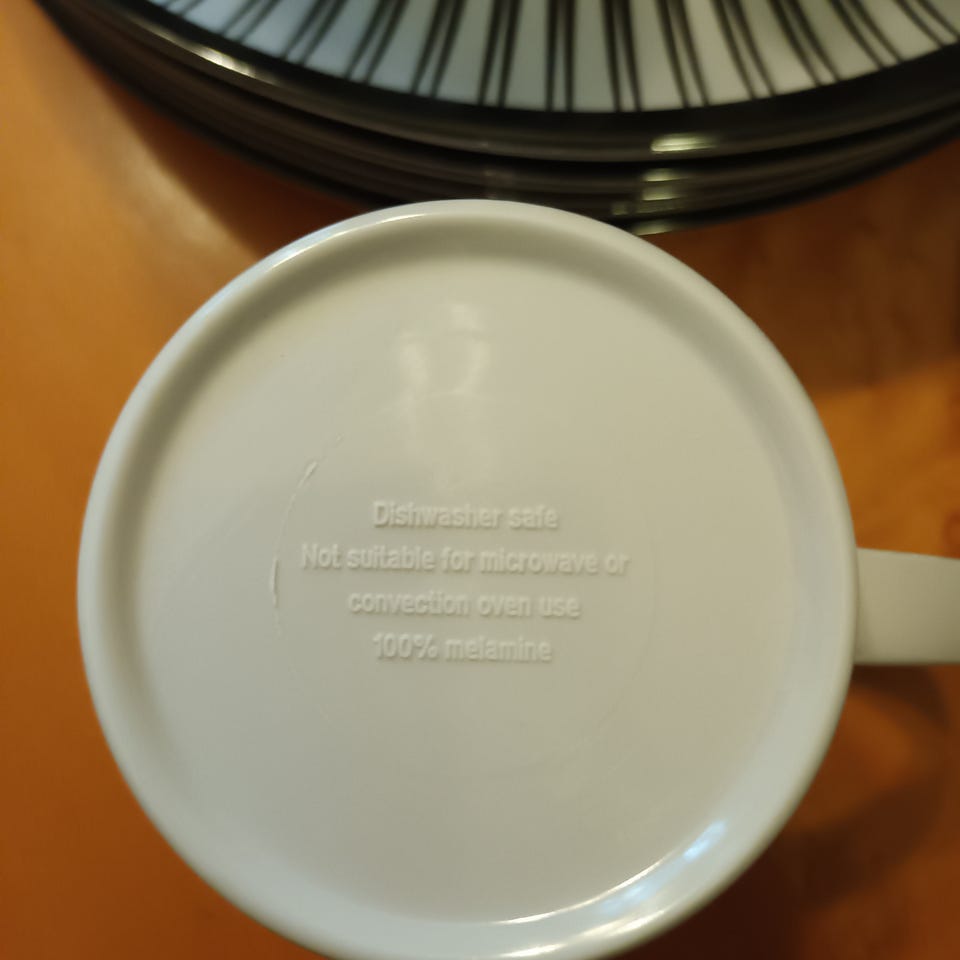 Dishwasher safe
Not suitable for microwave or
convection oven use
100% melamine